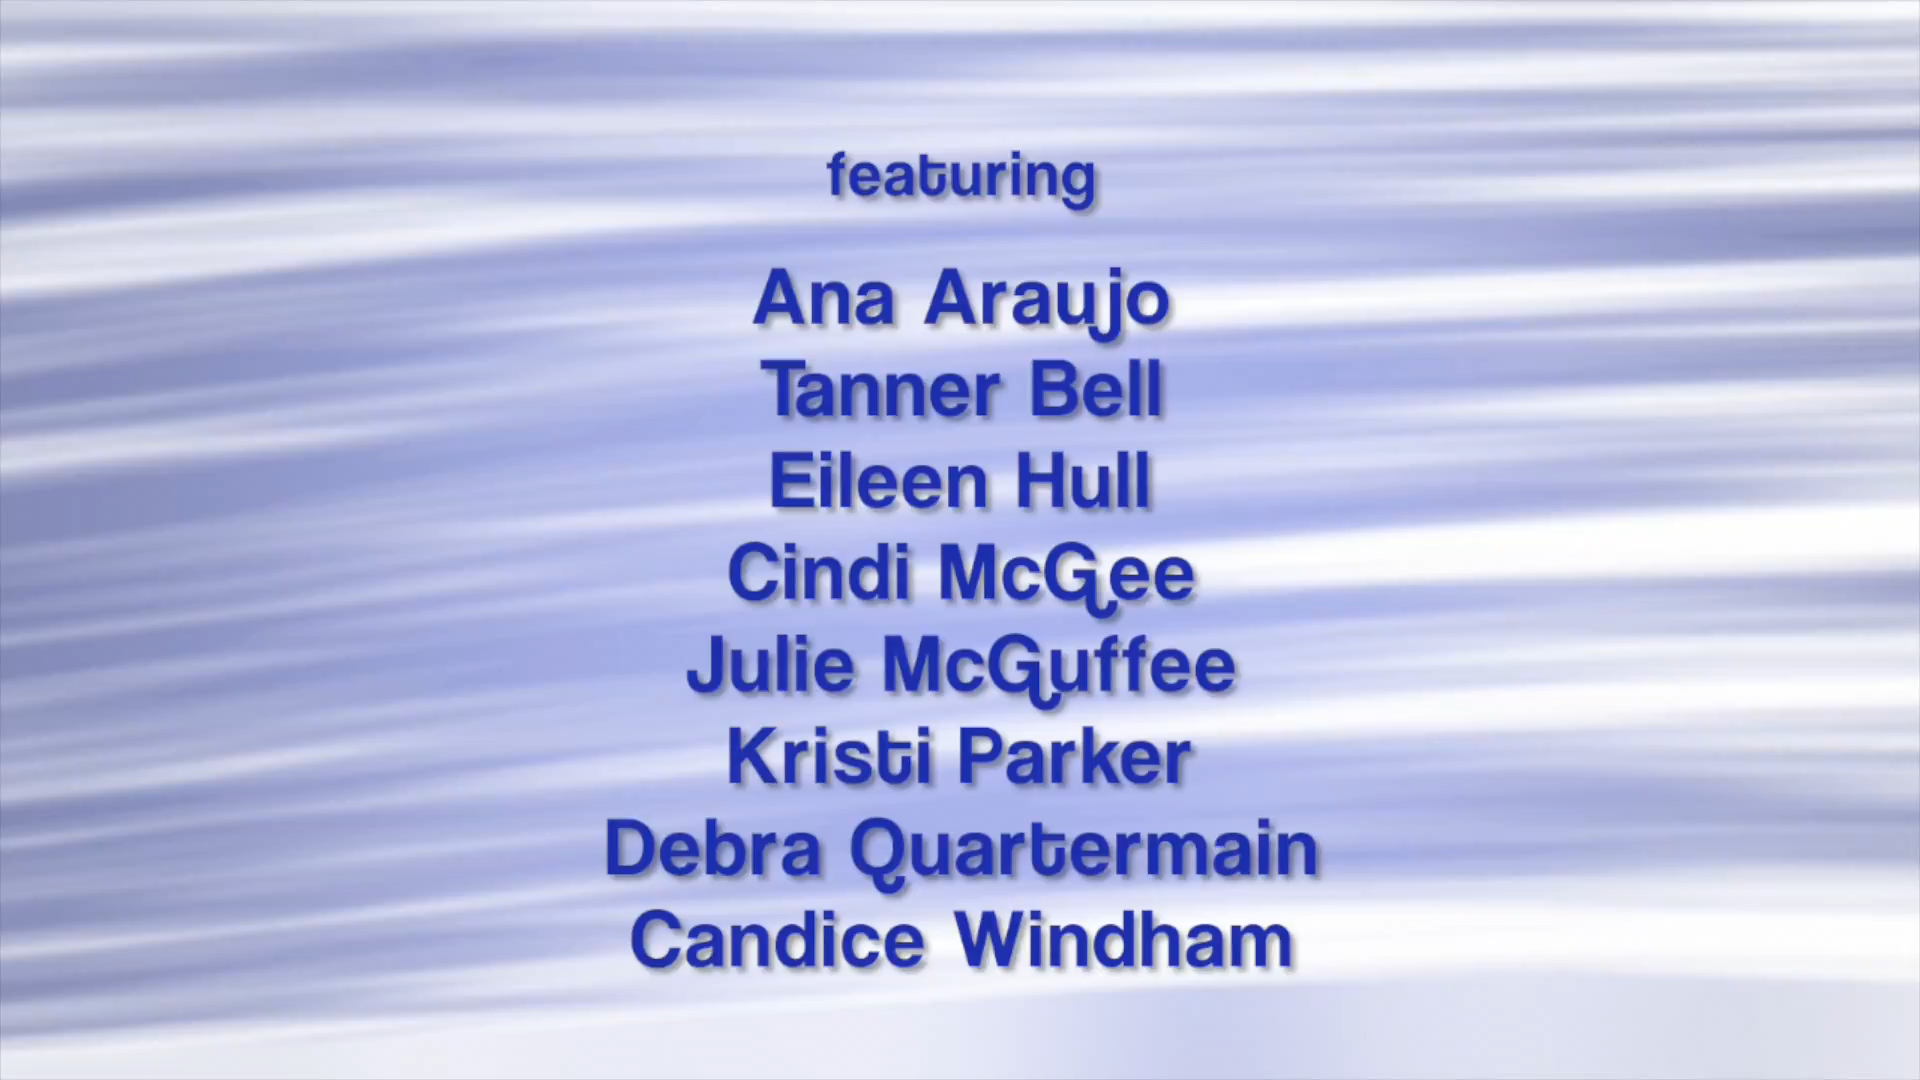 featuring
Ana Araujo
Tanner Bell
Eileen Hull
Cindi McGee
Julie McGuffee
Kristi Parker
Debra Quartermain
Candice Windham